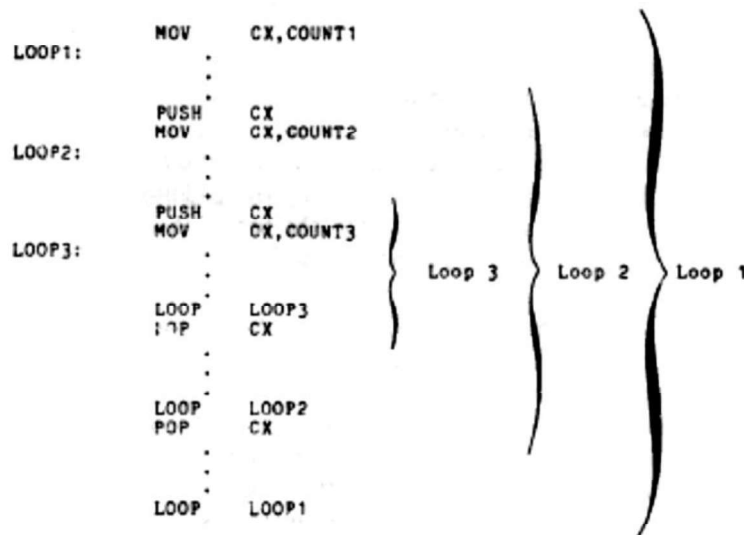 MOV CX,COUNT1
LOOP1:
.
.
.
PUSH CX
MOV CX,COUNT2
LOOP2:
.
.
.
PUSH CX
MOV CX,COUNT3
LOOP3:
.
.
.
Loop 3 Loop 2 Loop 1
LOOP LOOP3
CX
.
.
.
LOOP LOOP2
POP CX
.
.
.
LOOP LOOP1